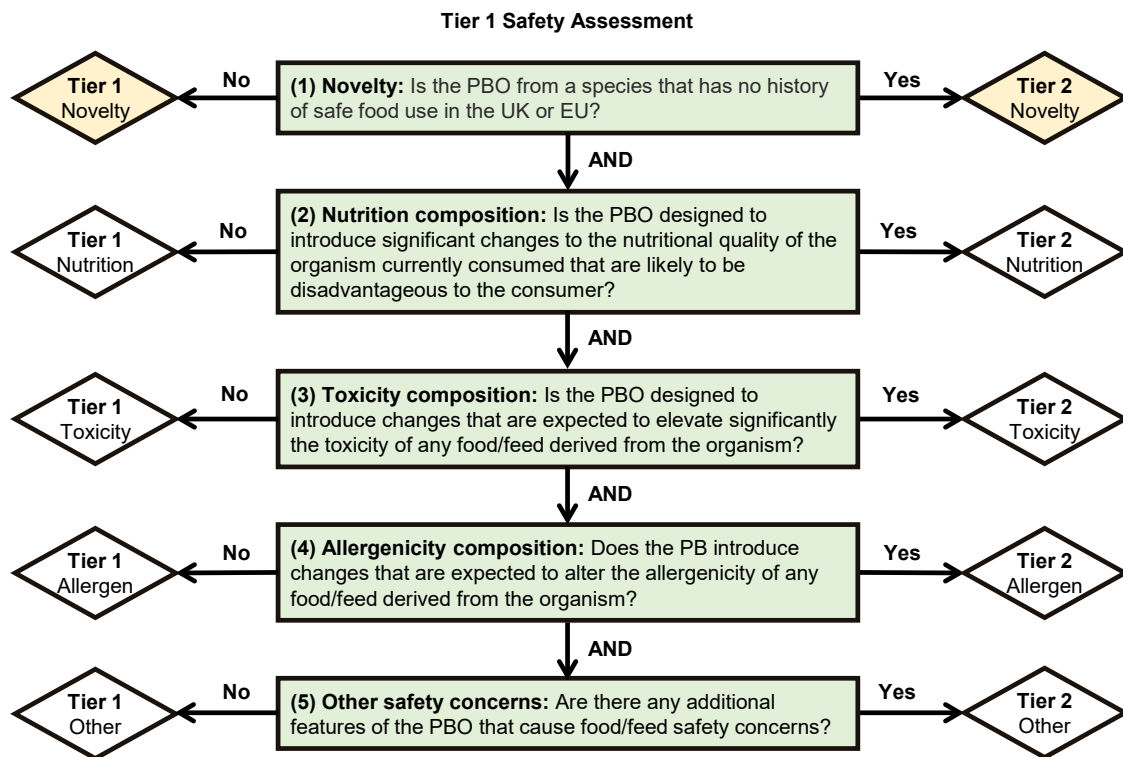 Tier 1 Safety Assessment
Tier 1
Novelty
No
(1) Novelty: Is the PBO from a species that has no history
of safe food use in the UK or EU?
Yes
Tier 2
Novelty
AND
Tier 1
Nutrition
No
(2) Nutrition composition: Is the PBO designed to
introduce significant changes to the nutritional quality of the
organism currently consumed that are likely to be
disadvantageous to the consumer?
Yes
Tier 2
Nutrition
AND
Tier 1
Toxicity
No
(3) Toxicity composition: Is the PBO designed to
introduce changes that are expected to elevate significantly
the toxicity of any food/feed derived from the organism?
Yes
Tier 2
Toxicity
AND
Tier 1
Allergen
No
(4) Allergenicity composition: Does the PB introduce
changes that are expected to alter the allergenicity of any
food/feed derived from the organism?
Yes
Tier 2
Allergen
AND
Tier 1
Other
No
(5) Other safety concerns: Are there any additional
features of the PBO that cause food/feed safety concerns?
Yes
Tier 2
Other